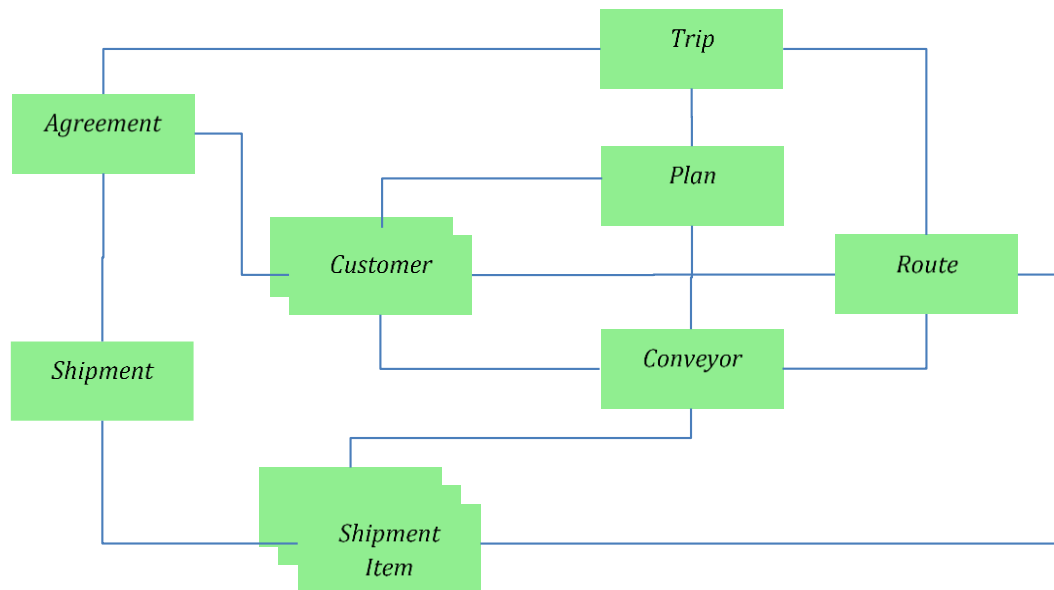 Trip
Agreement
Plan
Customer
Route
Conveyor
Shipment
Shipment
Item